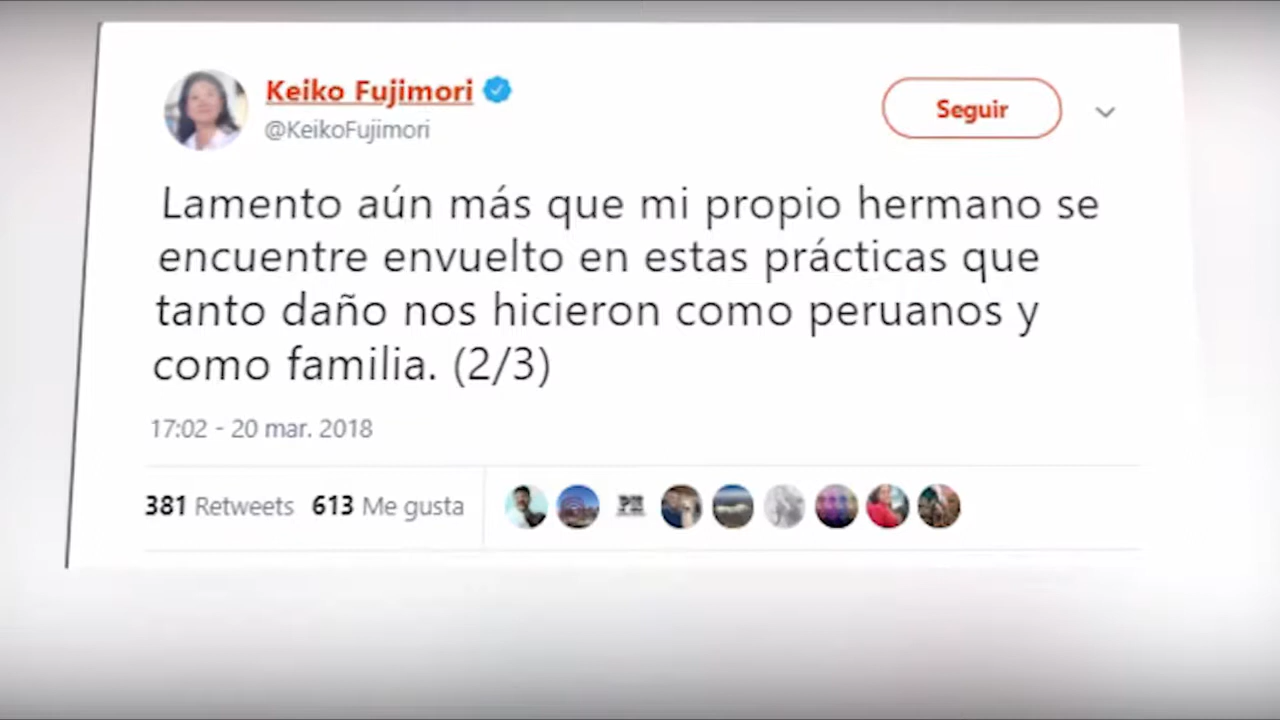 Keiko Fujimori
@KeikoFujimori
Seguir
Lamento aún más que mi propio hermano se
encuentre envuelto en estas prácticas que
tanto daño nos hicieron como peruanos y
como familia. (2/3)
17:02 - 20 mar. 2018
381 Retweets 613 Me gusta